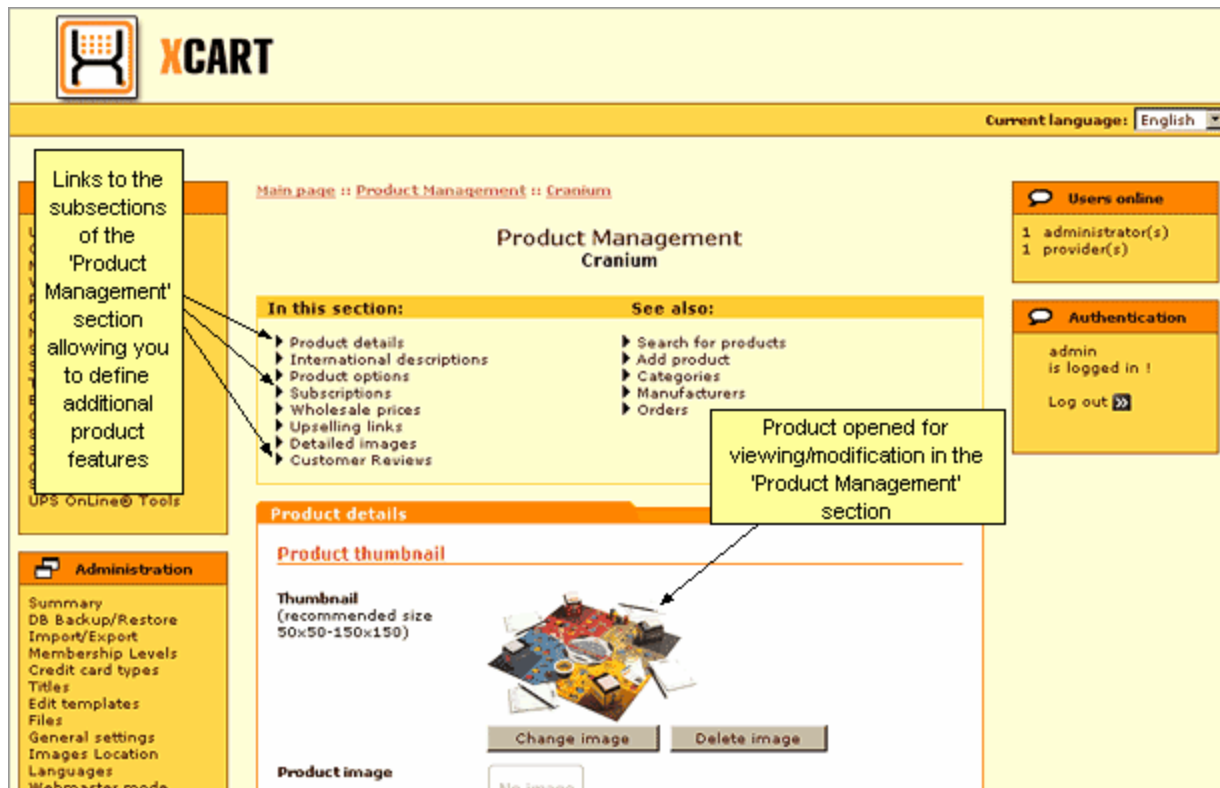 XCART
Current language: English
Links to the
subsections
of the
'Product
Management'
section
allowing you
to define
additional
product
features
UPS OnLine® Tools
Administration
Summary
DB Backup/Restore
Import/Export
Membership Levels
Credit card types
Titles
Edit templates
Files
General settings
Images Location
Languages
Webmaster mode
Main page :: Product Management :: Cranium
Product Management
Cranium
In this section:
Product details
International descriptions
Product options
Subscriptions
Wholesale prices
Upselling links
Detailed images
Customer Reviews
See also:
Search for products
Add product
Categories
Manufacturers
Orders
Product opened for
viewing/modification in the
'Product Management'
section
Product details
Product thumbnail
Thumbnail
(recommended size
50x50-150x150)
Change image
Delete image
Product image
No image
Users online
1 administrator(s)
1 provider(s)
Authentication
admin
is logged in !
Log out